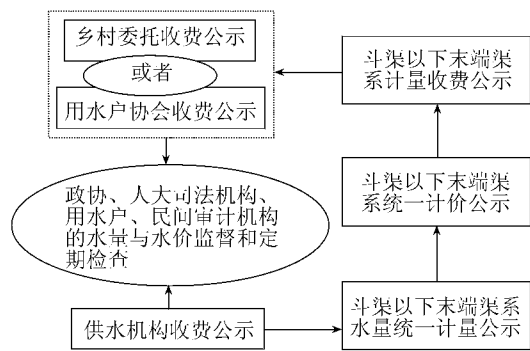 乡村委托收费公示
或者
用水户协会收费公示
斗渠以下末端渠
系计量收费公示
政协、人大司法机构、
用水户、民间审计机构
的水量与水价监督和定
期检查
斗渠以下末端渠
系统一计价公示
供水机构收费公示
斗渠以下末端渠系
水量统一计量公示